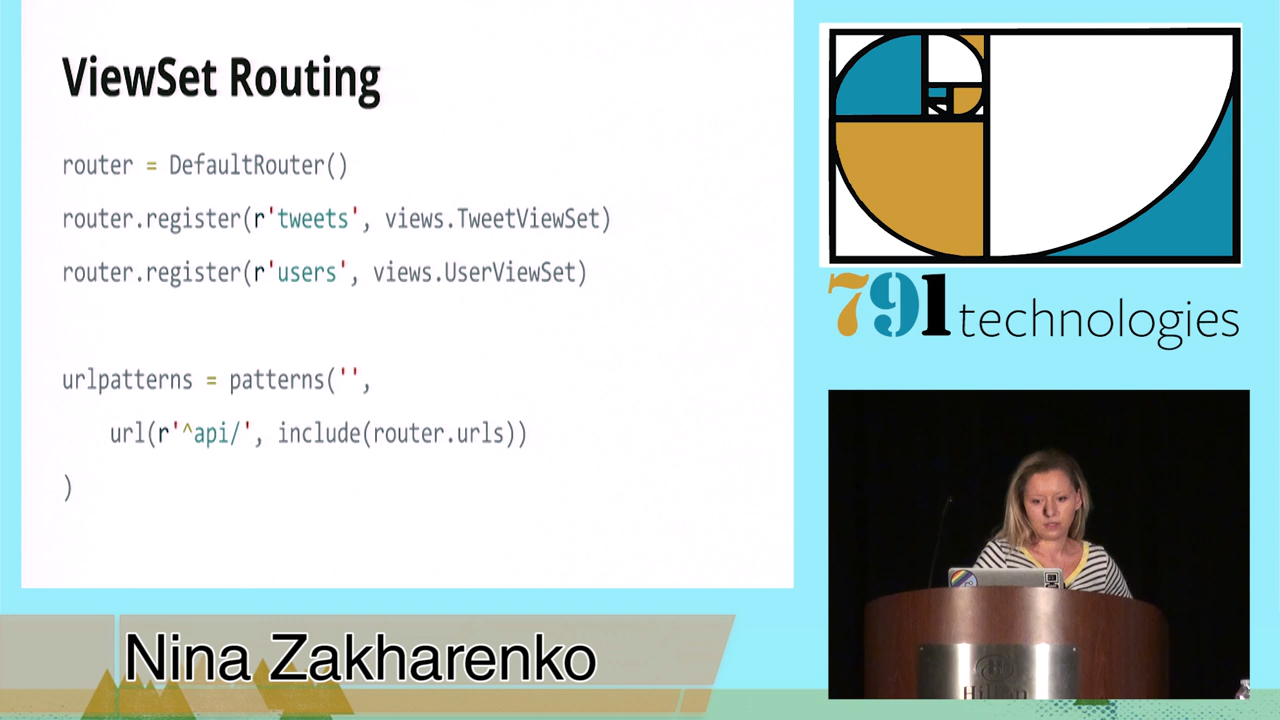 ViewSet Routing
router = DefaultRouter()
router.register(r'tweets', views.TweetViewSet)
router.register(r'users', views.UserViewSet)
urlpatterns = patterns('',
    url(r'^api/', include(router.urls))
)
791 technologies
Nina Zakharenko
Hilton